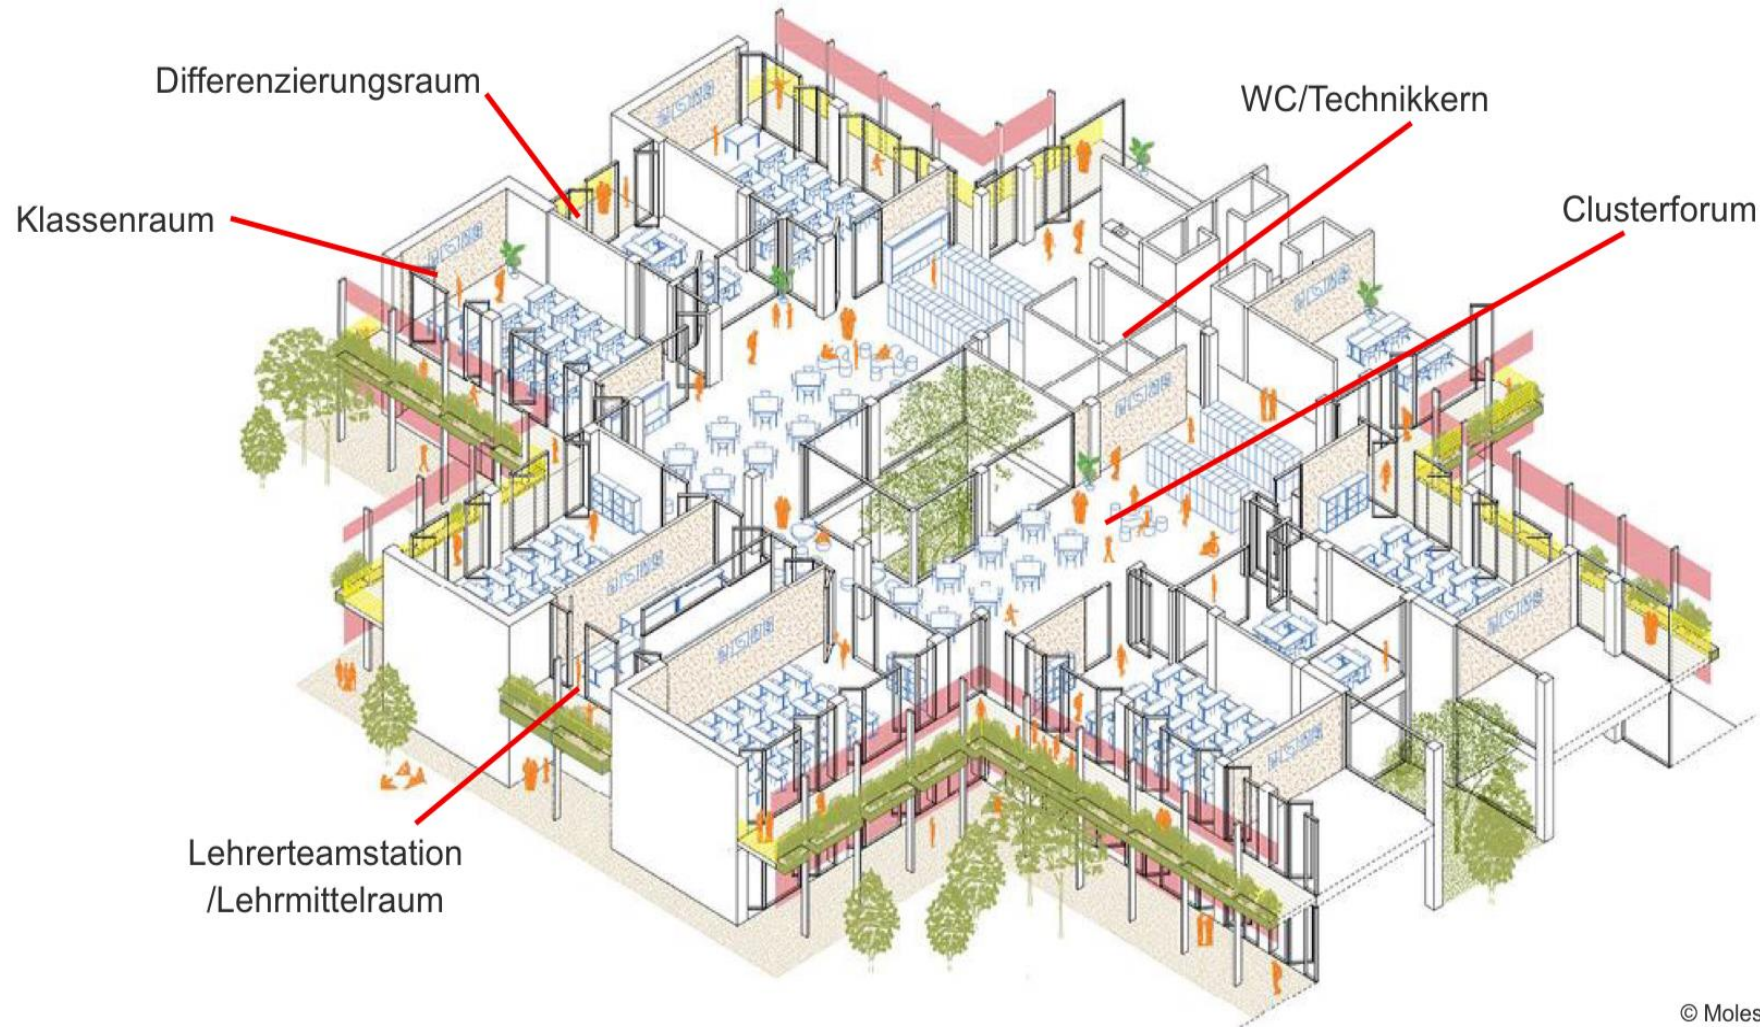 Differenzierungsraum
WC/Technikkern
Klassenraum
Clusterforum
Lehrerteamstation
/Lehrmittelraum
© Moles